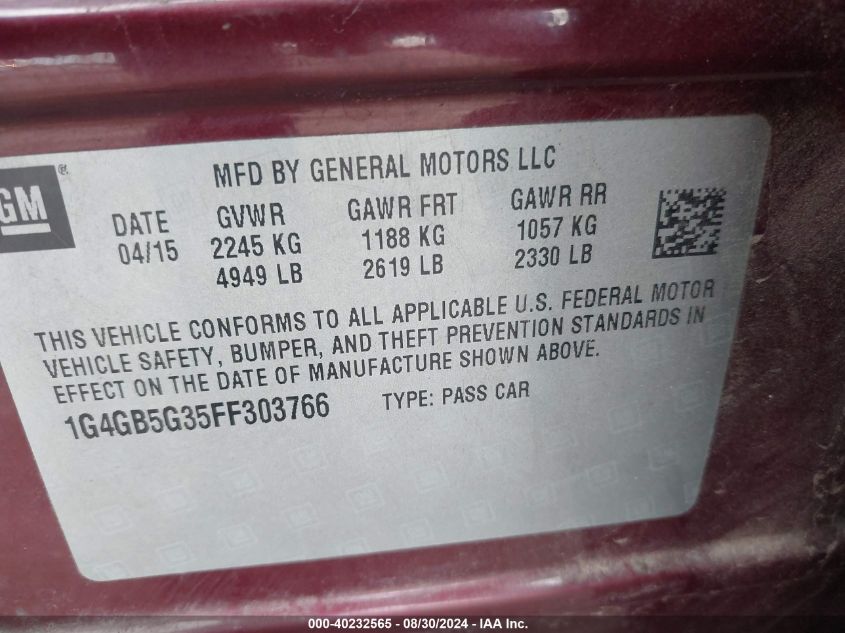 GM ®
MFD BY GENERAL MOTORS LLC
DATE GVWR GAWR FRT GAWR RR
04/15 2245 KG 1188 KG 1057 KG
4949 LB 2619 LB 2330 LB
THIS VEHICLE CONFORMS TO ALL APPLICABLE U.S. FEDERAL MOTOR
VEHICLE SAFETY, BUMPER, AND THEFT PREVENTION STANDARDS IN
EFFECT ON THE DATE OF MANUFACTURE SHOWN ABOVE.
1G4GB5G35FF303766 TYPE: PASS CAR
000-40232565 - 08/30/2024 - IAA Inc.